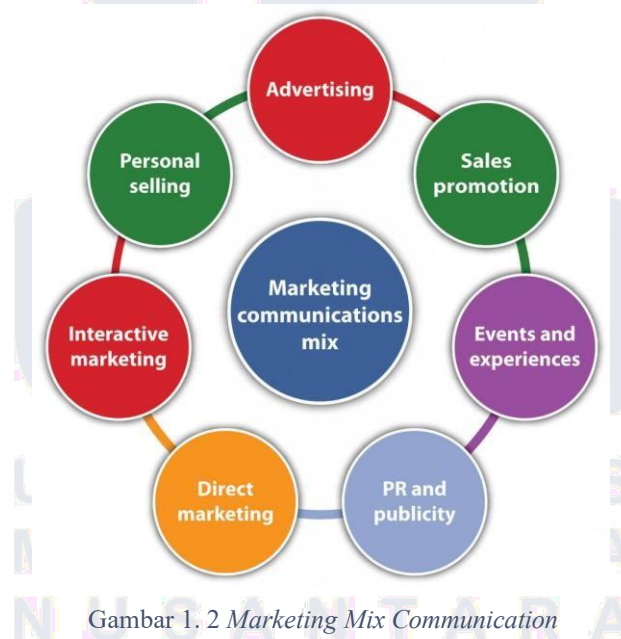 Advertising
Sales
promotion
Events and
experiences
PR and
publicity
Direct
marketing
Interactive
marketing
Personal
selling
Marketing
communications
mix
NUSANTARA
Gambar 1. 2 Marketing Mix Communication